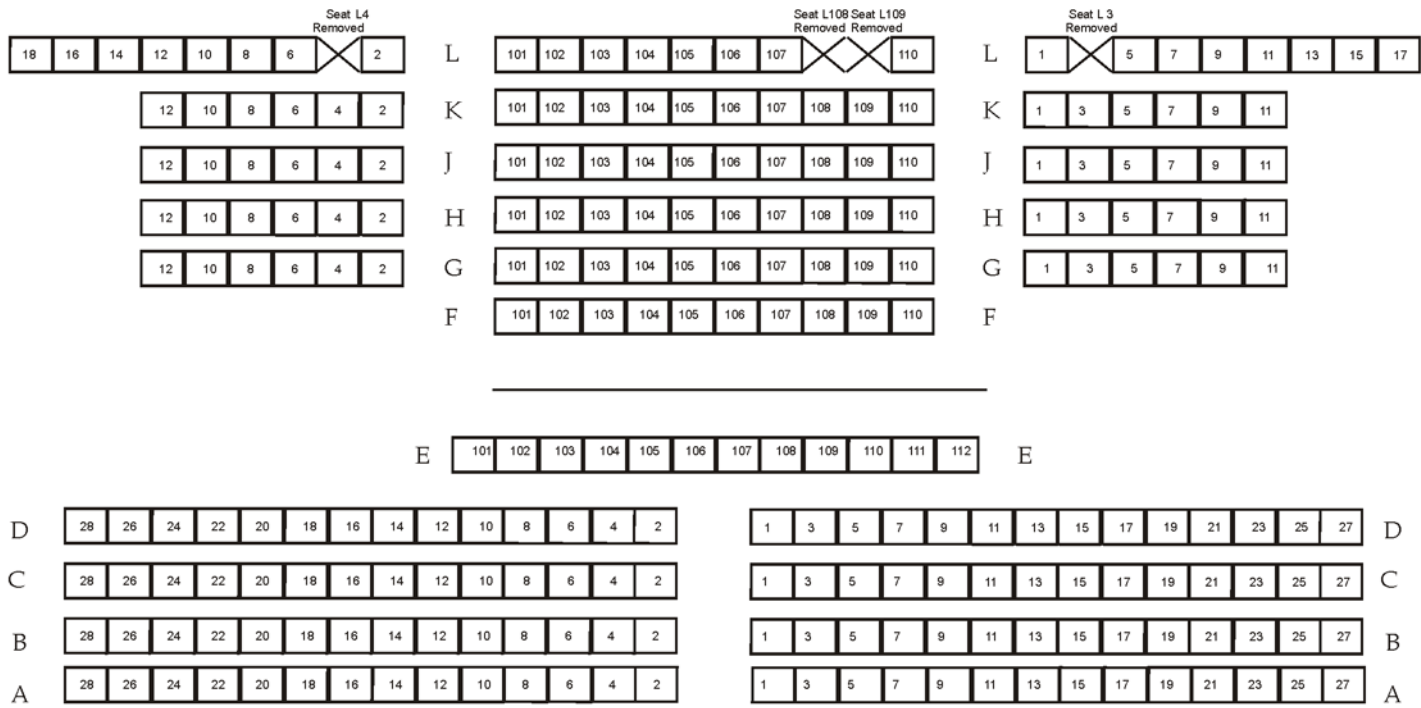 Seat L4 Removed
Seat L108 Removed
Seat L109 Removed
Seat L 3 Removed
18 16 14 12 10 8 6 2 L 101 102 103 104 105 106 107 110 L 1 5 7 9 11 13 15 17
12 10 8 6 4 2 K 101 102 103 104 105 106 107 108 109 110 K 1 3 5 7 9 11
12 10 8 6 4 2 J 101 102 103 104 105 106 107 108 109 110 J 1 3 5 7 9 11
12 10 8 6 4 2 H 101 102 103 104 105 106 107 108 109 110 H 1 3 5 7 9 11
12 10 8 6 4 2 G 101 102 103 104 105 106 107 108 109 110 G 1 3 5 7 9 11
F 101 102 103 104 105 106 107 108 109 110 F
E 101 102 103 104 105 106 107 108 109 110 111 112 E
D 28 26 24 22 20 18 16 14 12 10 8 6 4 2 1 3 5 7 9 11 13 15 17 19 21 23 25 27 D
C 28 26 24 22 20 18 16 14 12 10 8 6 4 2 1 3 5 7 9 11 13 15 17 19 21 23 25 27 C
B 28 26 24 22 20 18 16 14 12 10 8 6 4 2 1 3 5 7 9 11 13 15 17 19 21 23 25 27 B
A 28 26 24 22 20 18 16 14 12 10 8 6 4 2 1 3 5 7 9 11 13 15 17 19 21 23 25 27 A